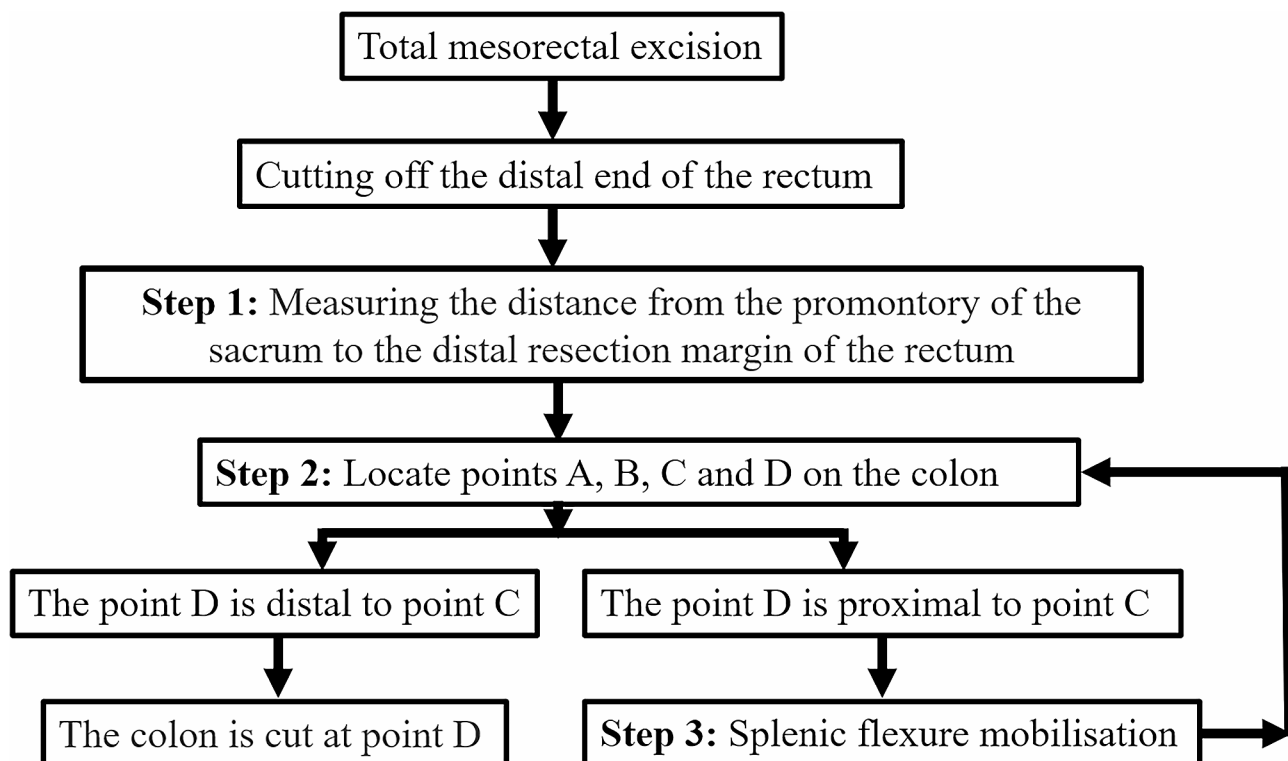 Total mesorectal excision
Cutting off the distal end of the rectum
Step 1: Measuring the distance from the promontory of the
sacrum to the distal resection margin of the rectum
Step 2: Locate points A, B, C and D on the colon
The point D is distal to point C
The point D is proximal to point C
The colon is cut at point D
Step 3: Splenic flexure mobilisation